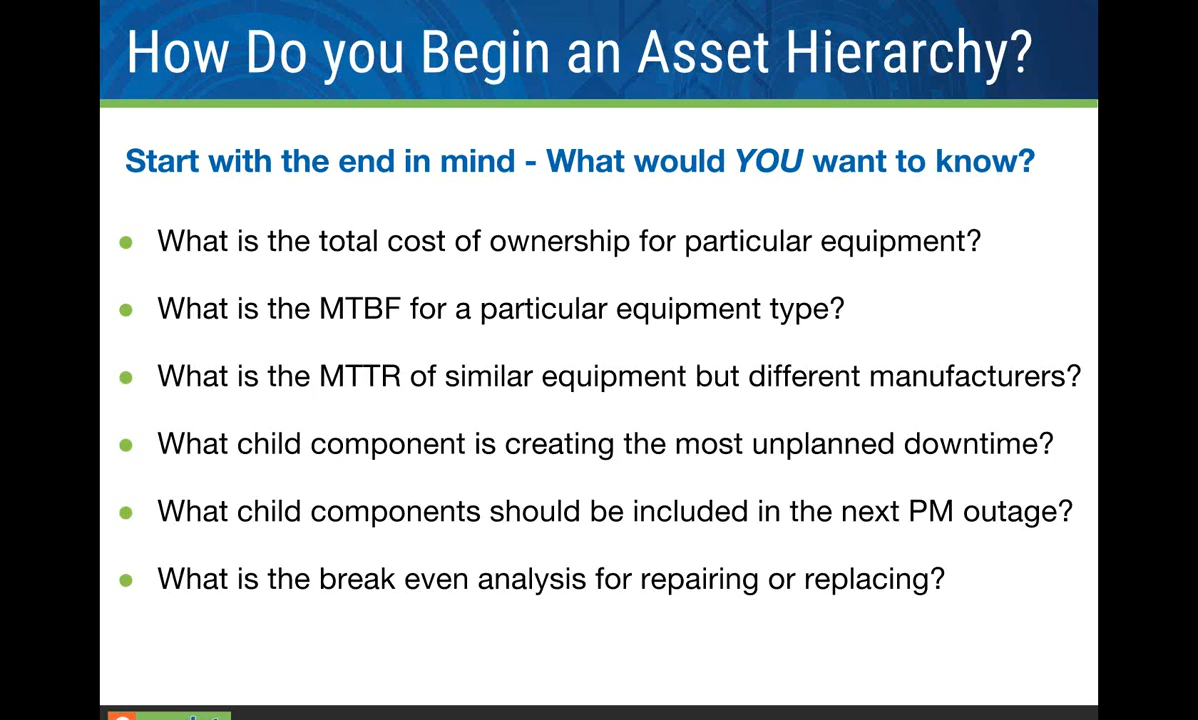 How Do you Begin an Asset Hierarchy?
Start with the end in mind - What would YOU want to know?
What is the total cost of ownership for particular equipment?
What is the MTBF for a particular equipment type?
What is the MTTR of similar equipment but different manufacturers?
What child component is creating the most unplanned downtime?
What child components should be included in the next PM outage?
What is the break even analysis for repairing or replacing?